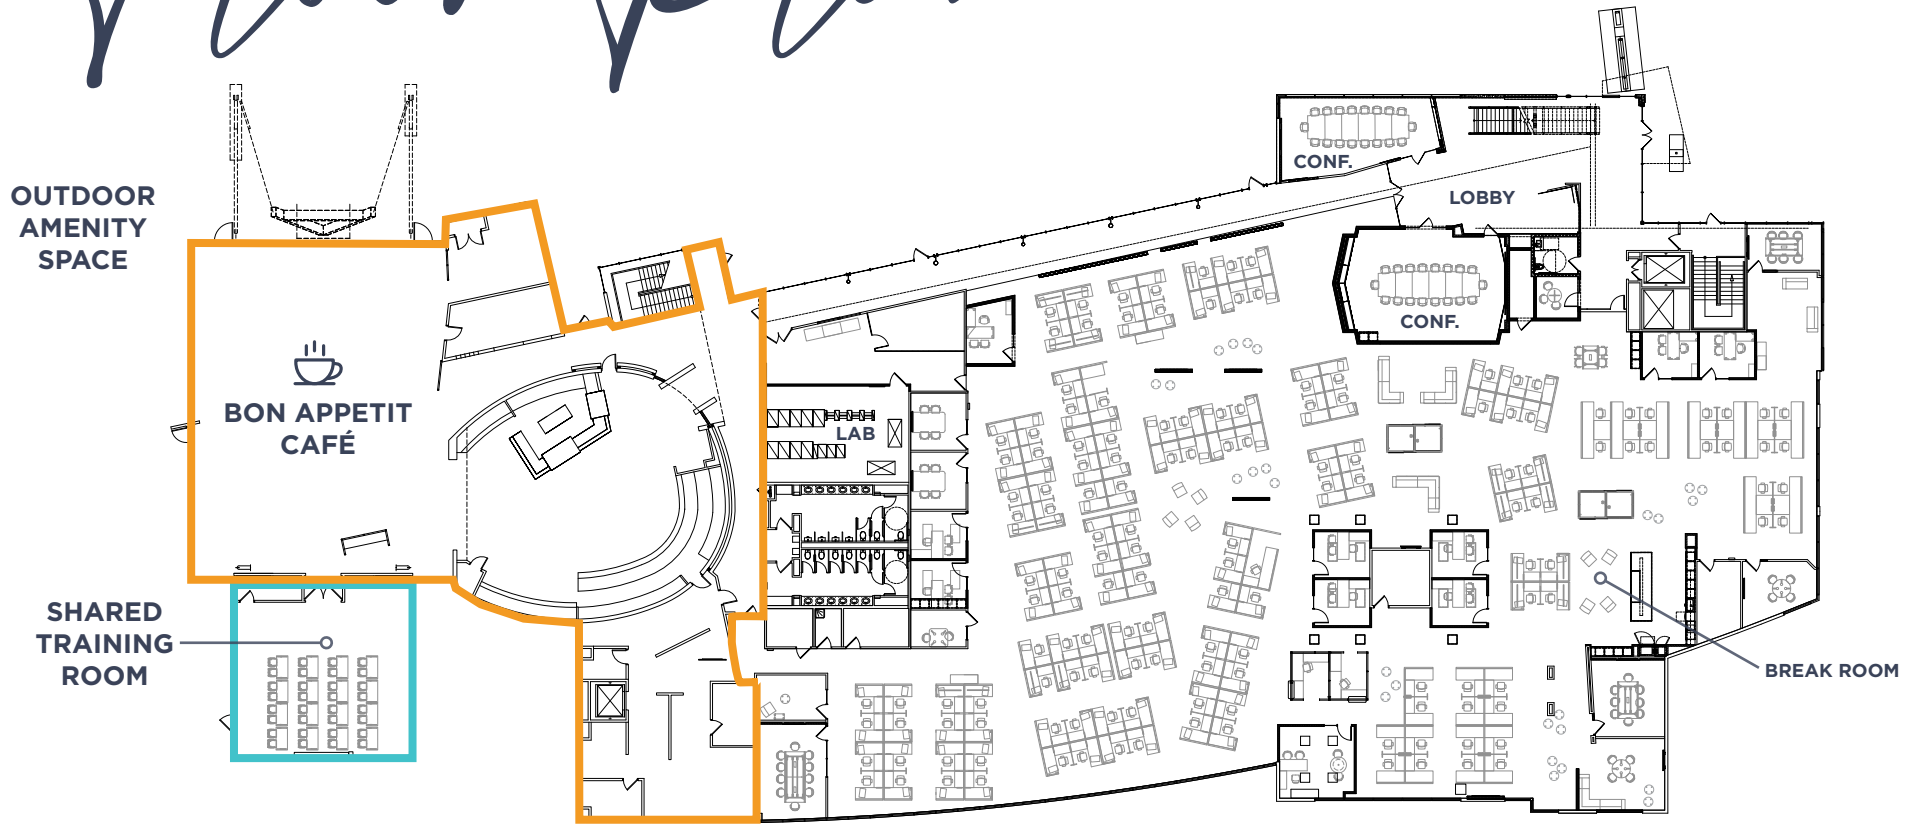 OUTDOOR
AMENITY
SPACE
CONF.
LOBBY
CONF.
BON APPETIT
CAFÉ
LAB
SHARED
TRAINING
ROOM
BREAK ROOM